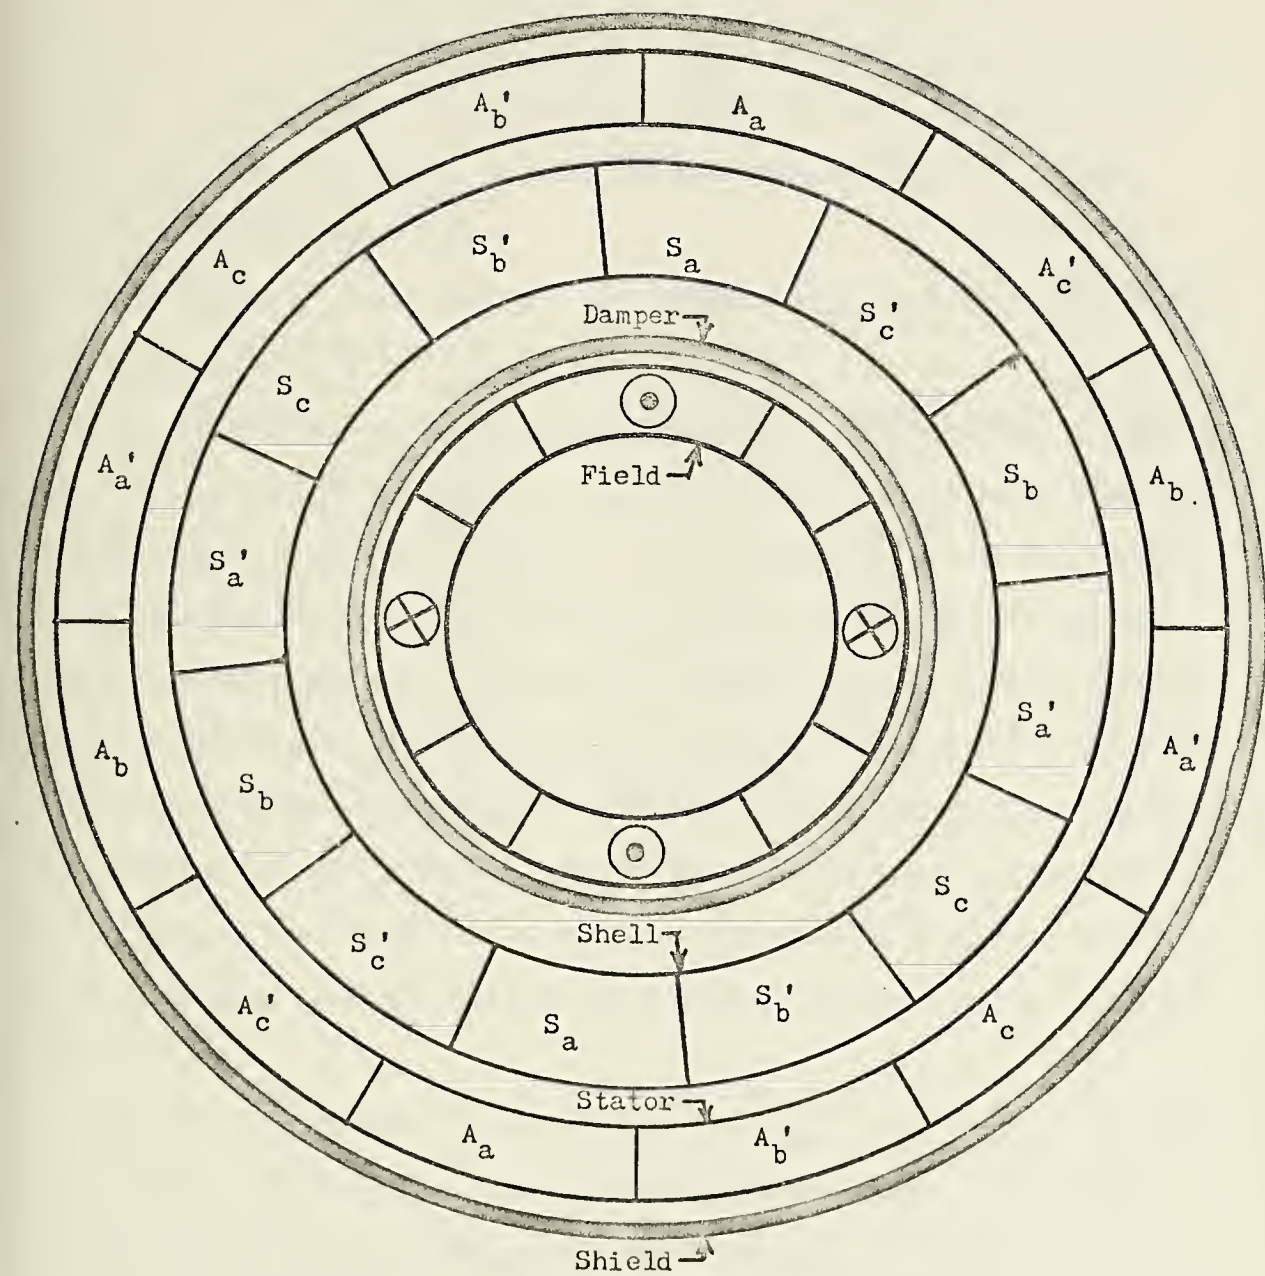 A_b' A_a
A_c A_c'
S_b' S_a
S_c'
Damper
S_c
A_a' Field S_b A_b
S_a'
S_a'
A_b S_b A_a'
S_c
Shell
S_c'
S_b'
A_c' S_a A_c
Stator
A_a A_b'
Shield